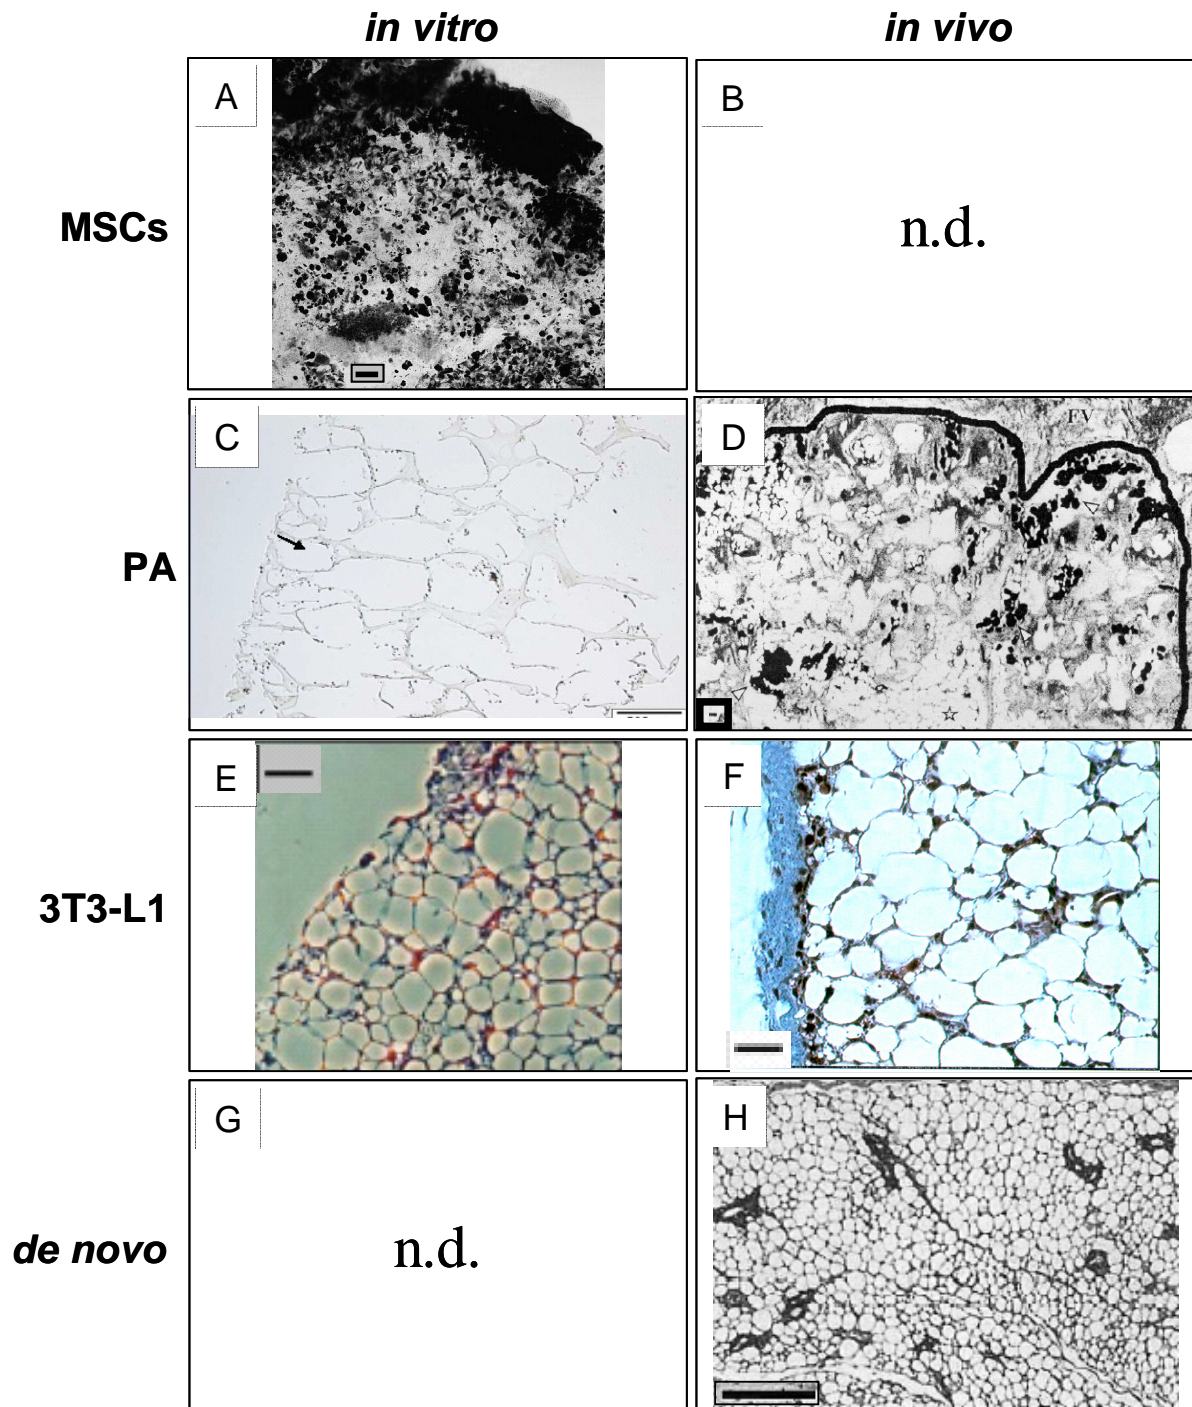 in vitro
in vivo
A
B
MSCs
n.d.
C
D
FV
PA
E
F
3T3-L1
G
H
n.d.
de novo